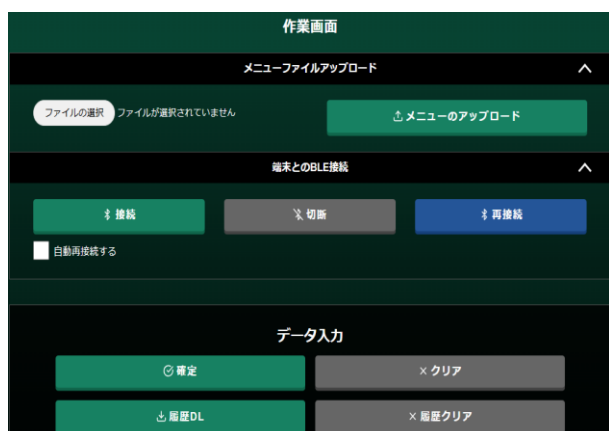 作業画面
メニューファイルアップロード
ファイルの選択 ファイルが選択されていません
メニューのアップロード
端末とのBLE接続
接続 切断 再接続
自動再接続する
データ入力
確定 × クリア
履歴DL × 履歴クリア